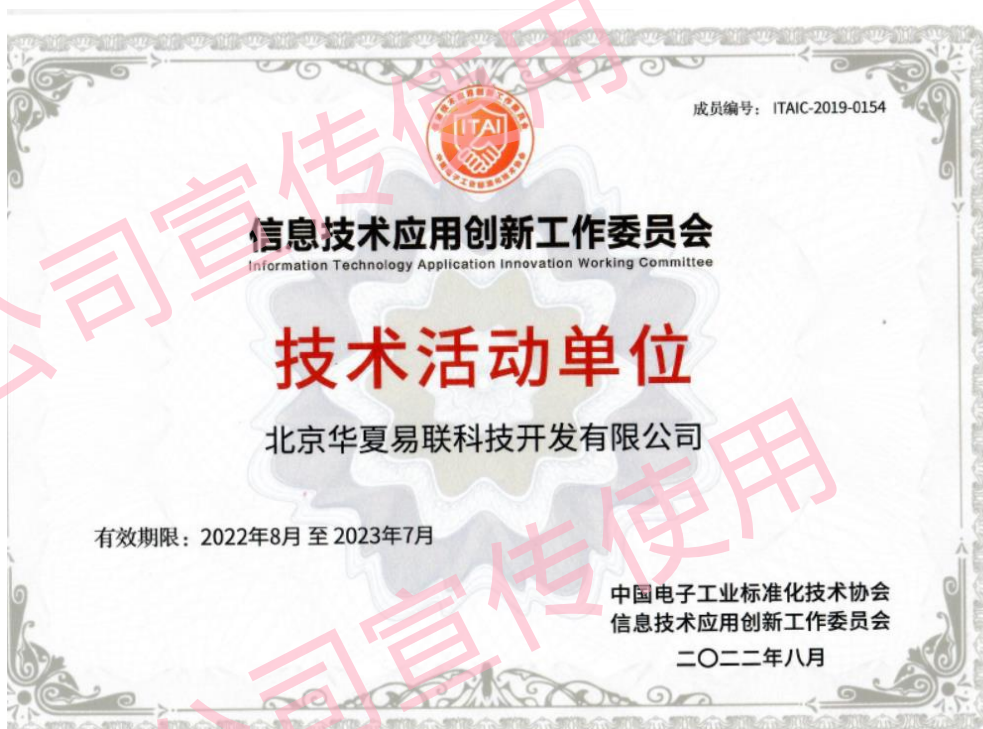 成员编号: ITAIC-2019-0154
ITAI
信息技术应用创新工作委员会
Information Technology Application Innovation Working Committee
技术活动单位
北京华夏易联科技开发有限公司
有效期限: 2022年8月 至 2023年7月
中国电子工业标准化技术协会
信息技术应用创新工作委员会
二〇二二年八月
公司宣传使用
公司宣传使用